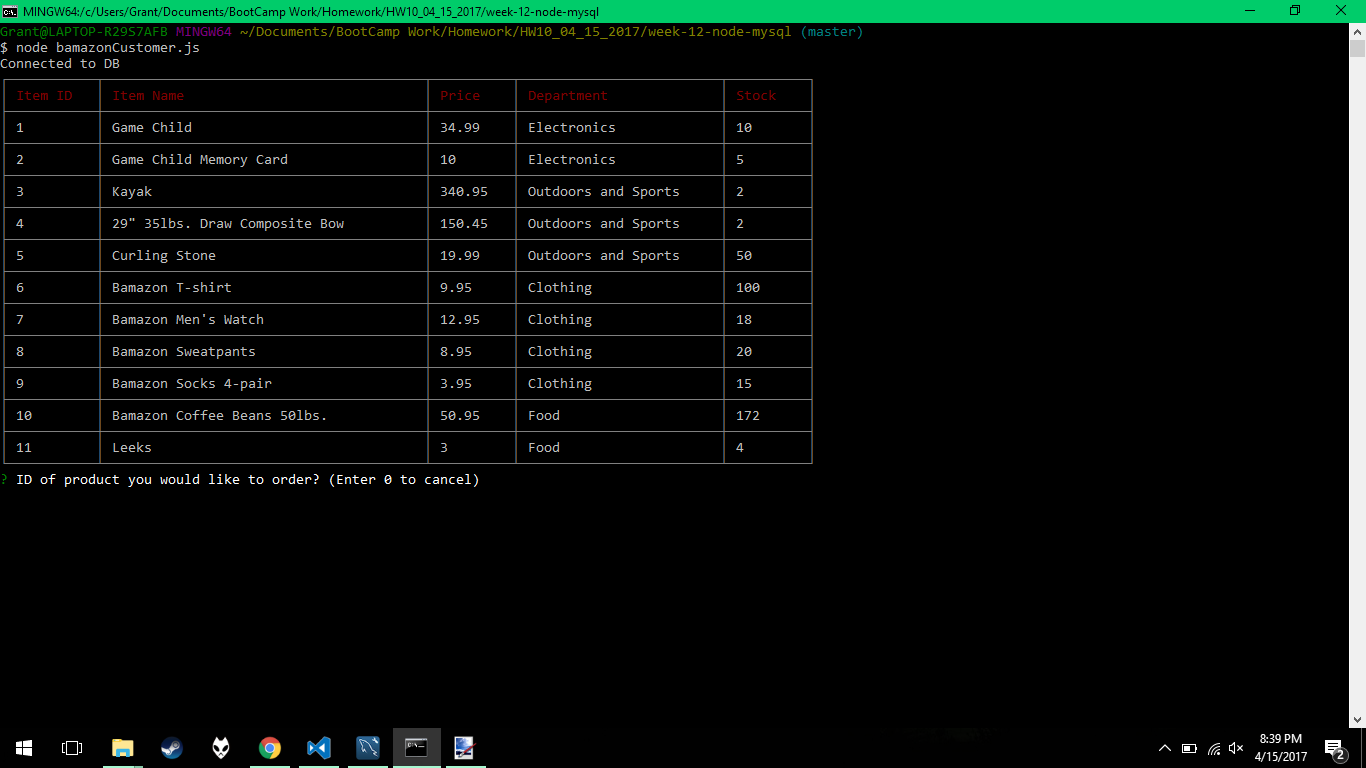 MINGW64:/c/Users/Grant/Documents/BootCamp Work/Homework/HW10_04_15_2017/week-12-node-mysql
Grant@LAPTOP-R29S7AFB MINGW64 ~/Documents/BootCamp Work/Homework/HW10_04_15_2017/week-12-node-mysql (master)
$ node bamazonCustomer.js
Connected to DB
Item ID Item Name Price Department Stock
1 Game Child 34.99 Electronics 10
2 Game Child Memory Card 10 Electronics 5
3 Kayak 340.95 Outdoors and Sports 2
4 29" 35lbs. Draw Composite Bow 150.45 Outdoors and Sports 2
5 Curling Stone 19.99 Outdoors and Sports 50
6 Bamazon T-shirt 9.95 Clothing 100
7 Bamazon Men's Watch 12.95 Clothing 18
8 Bamazon Sweatpants 8.95 Clothing 20
9 Bamazon Socks 4-pair 3.95 Clothing 15
10 Bamazon Coffee Beans 50lbs. 50.95 Food 172
11 Leeks 3 Food 4
? ID of product you would like to order? (Enter 0 to cancel)
8:39 PM
4/15/2017
2